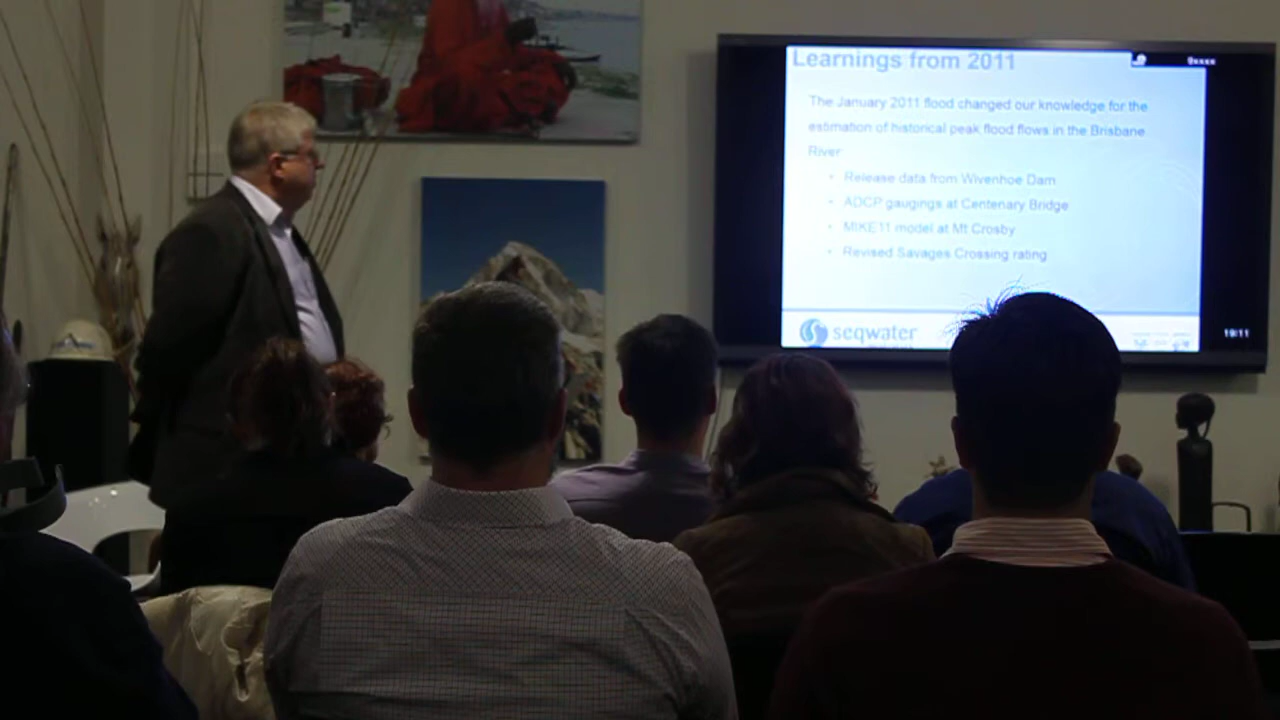 Learnings from 2011
The January 2011 flood changed our knowledge for the
estimation of historical peak flood flows in the Brisbane
River:
• Release data from Wivenhoe Dam
• ADCP gaugings at Centenary Bridge
• MIKE11 model at Mt Crosby
• Revised Savages Crossing rating
seqwater
19:11